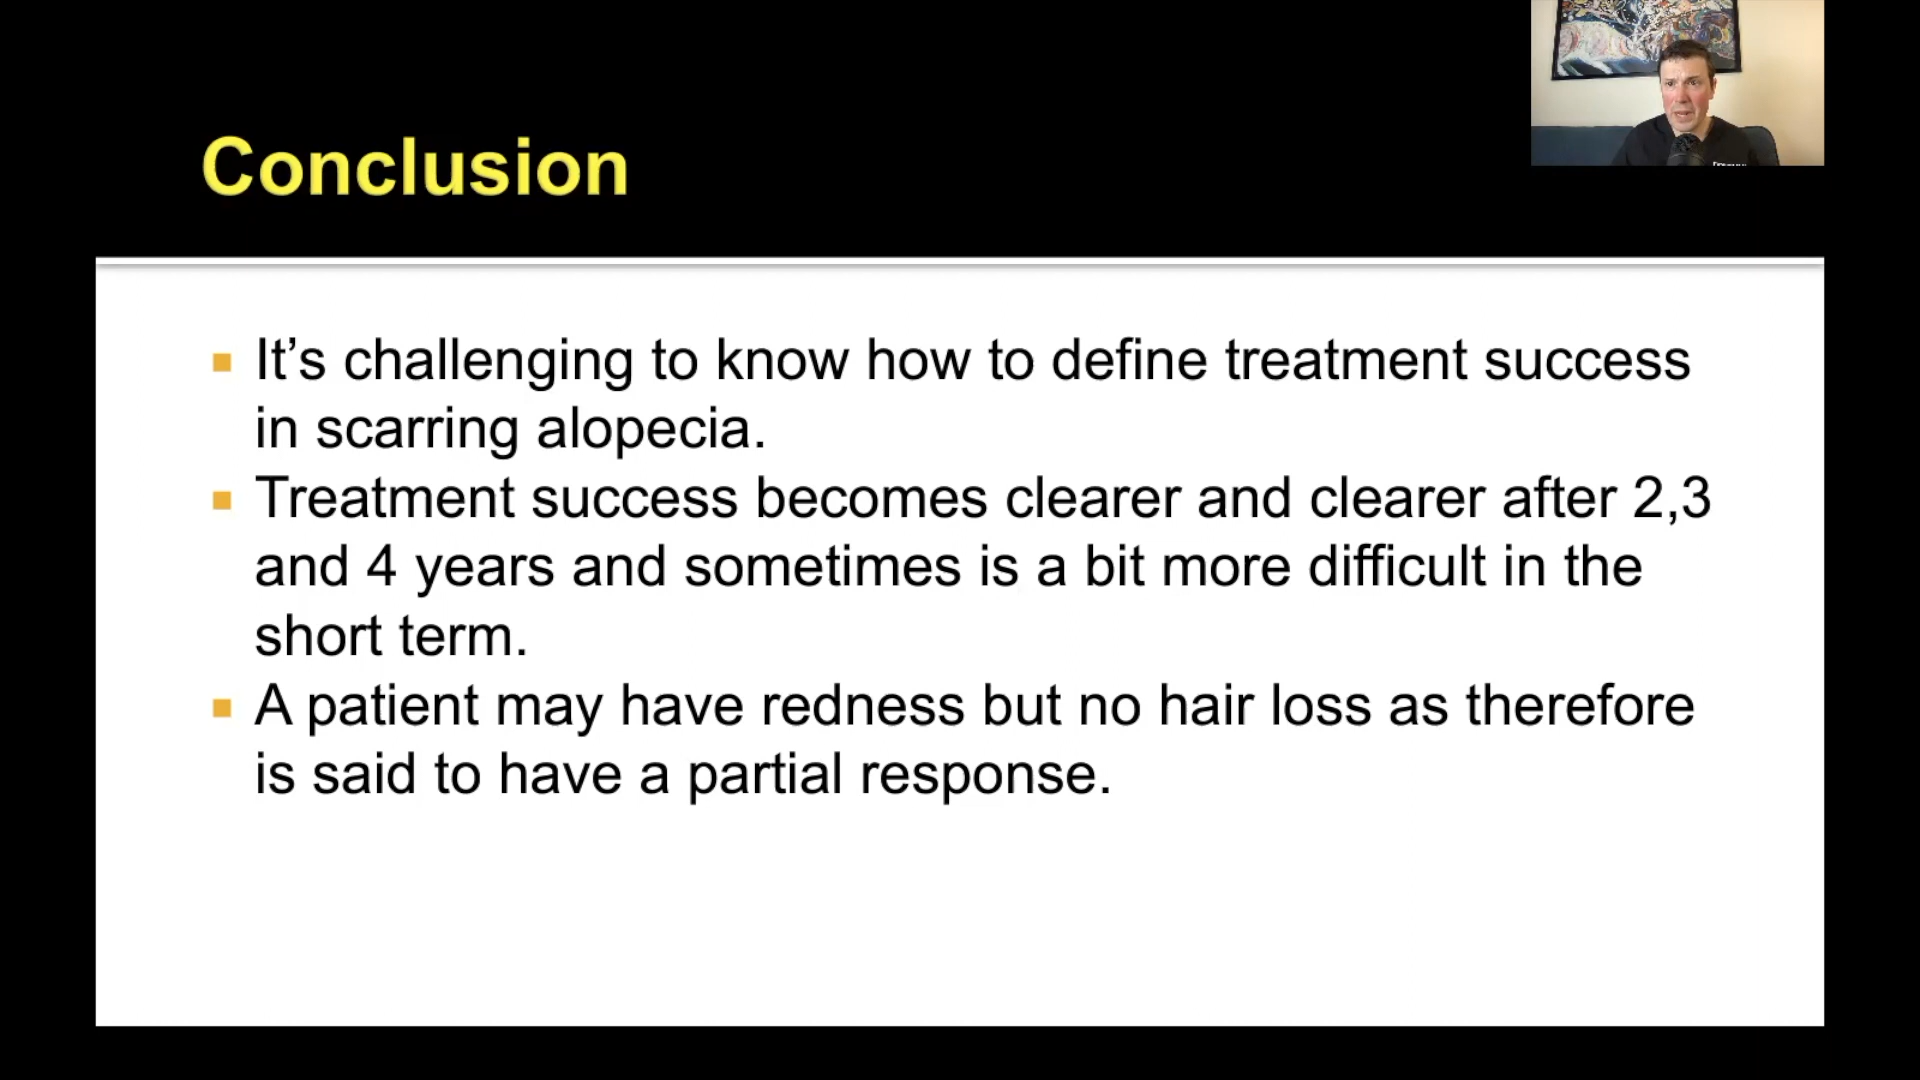 Conclusion
It’s challenging to know how to define treatment success
in scarring alopecia.
Treatment success becomes clearer and clearer after 2,3
and 4 years and sometimes is a bit more difficult in the
short term.
A patient may have redness but no hair loss as therefore
is said to have a partial response.